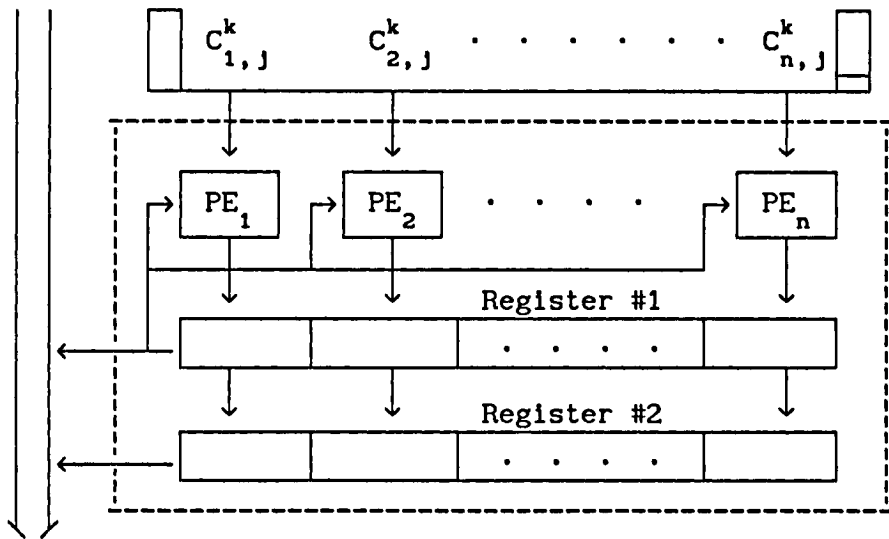 C^k_{1,j} C^k_{2,j} · · · · · · C^k_{n,j}
PE_1 PE_2 · · · · PE_n
Register #1
· · · ·
Register #2
· · · ·